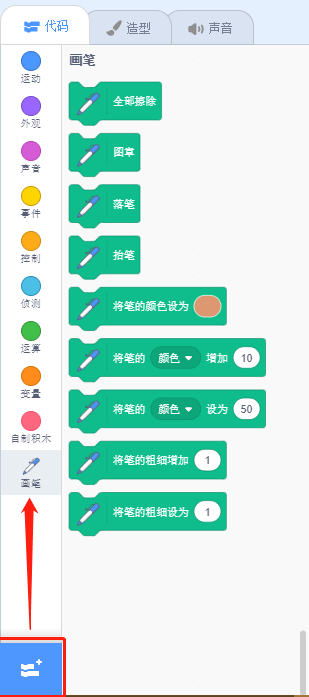 代码
造型
声音
运动
外观
声音
事件
控制
侦测
运算
变量
自制积木
画笔
画笔
全部擦除
图章
落笔
抬笔
将笔的颜色设为
将笔的 颜色 增加 10
将笔的 颜色 设为 50
将笔的粗细增加 1
将笔的粗细设为 1